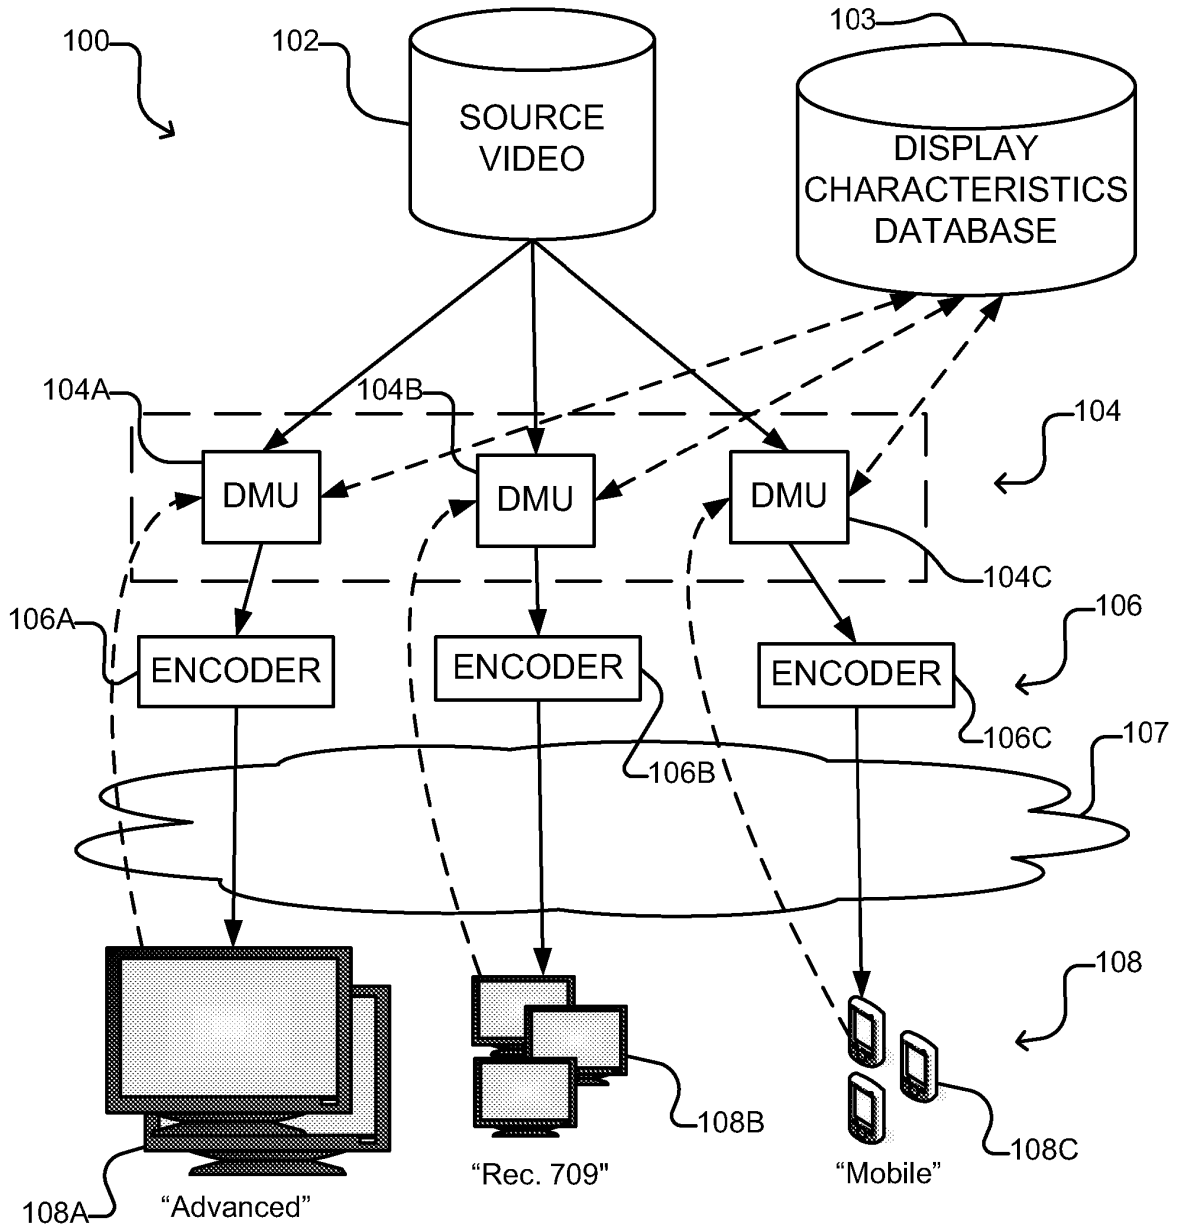 100
102
103
SOURCE
VIDEO
DISPLAY
CHARACTERISTICS
DATABASE
104A
104B
104
DMU
DMU
DMU
104C
106A
106
ENCODER
ENCODER
ENCODER
106B
106C
107
108
108B
108C
108A
“Advanced”
“Rec. 709"
“Mobile”